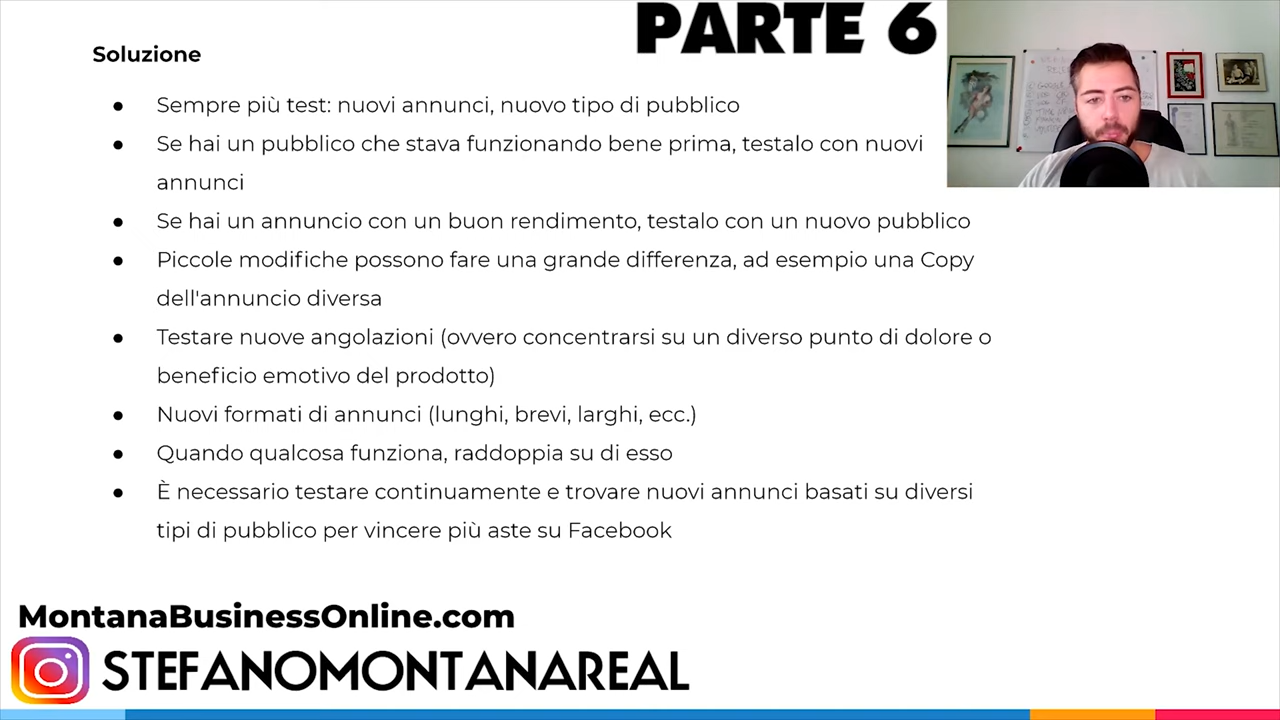 PARTE 6
Soluzione
● Sempre più test: nuovi annunci, nuovo tipo di pubblico
● Se hai un pubblico che stava funzionando bene prima, testalo con nuovi
annunci
● Se hai un annuncio con un buon rendimento, testalo con un nuovo pubblico
● Piccole modifiche possono fare una grande differenza, ad esempio una Copy
dell'annuncio diversa
● Testare nuove angolazioni (ovvero concentrarsi su un diverso punto di dolore o
beneficio emotivo del prodotto)
● Nuovi formati di annunci (lunghi, brevi, larghi, ecc.)
● Quando qualcosa funziona, raddoppia su di esso
● È necessario testare continuamente e trovare nuovi annunci basati su diversi
tipi di pubblico per vincere più aste su Facebook
MontanaBusinessOnline.com
STEFANOMONTANAREAL